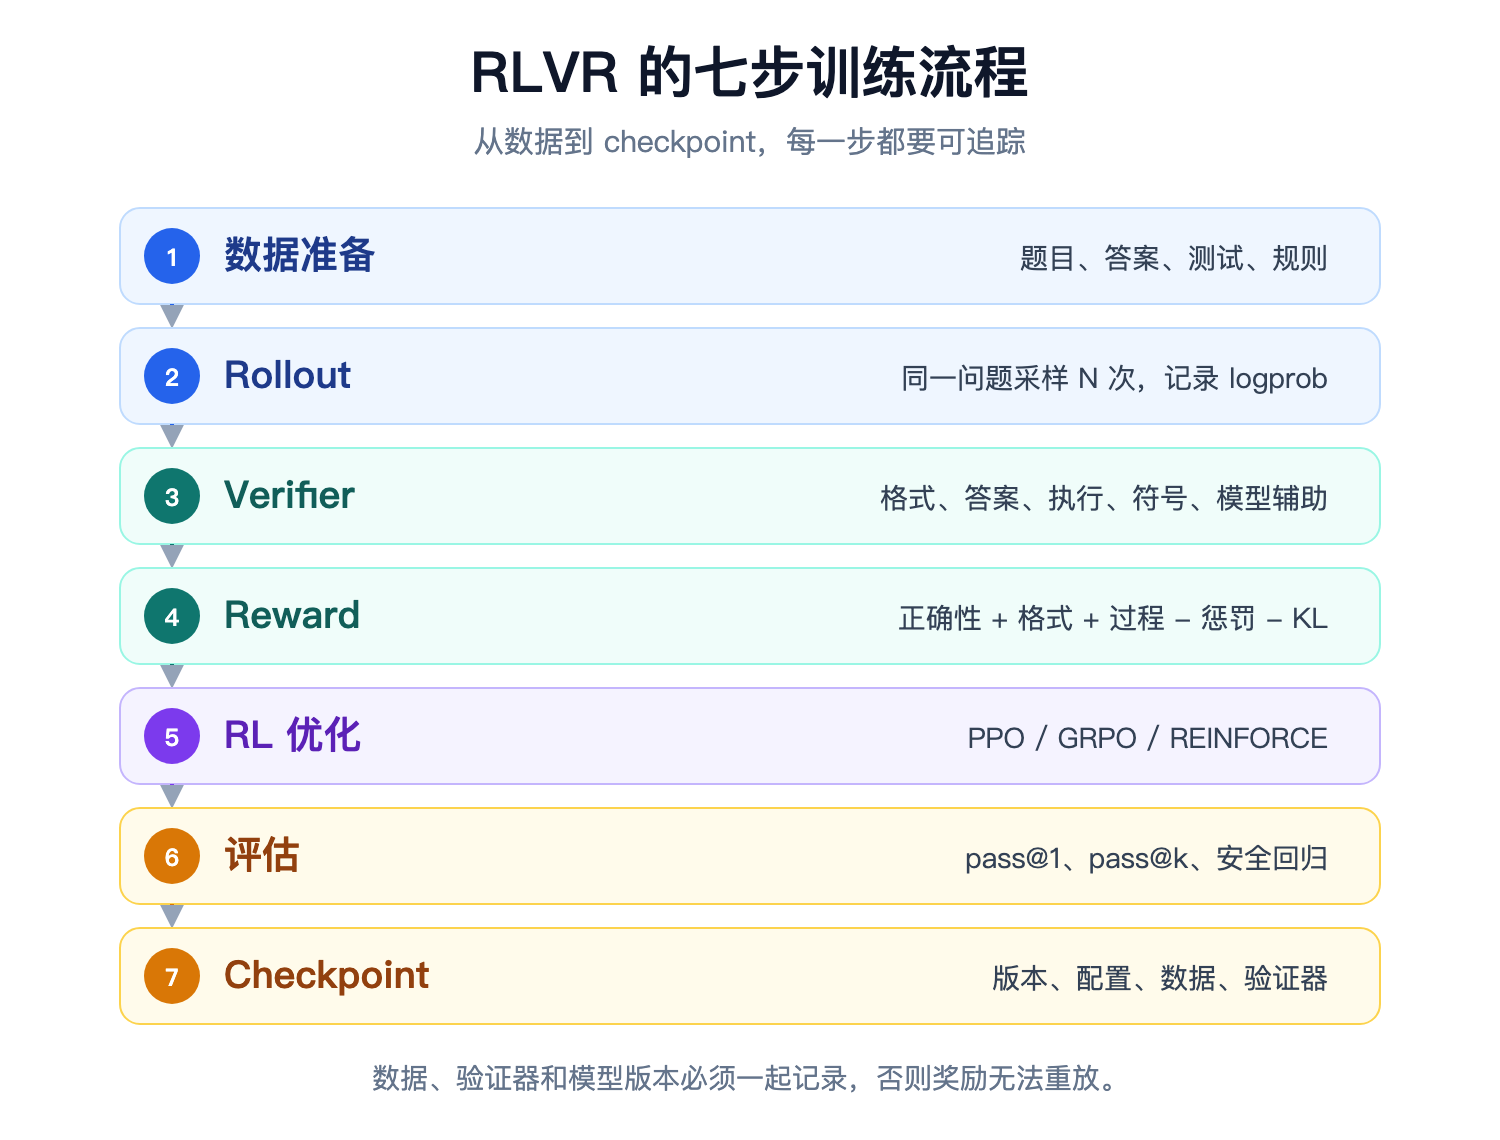 RLVR 的七步训练流程
从数据到 checkpoint，每一步都要可追踪
1 数据准备 题目、答案、测试、规则
2 Rollout 同一问题采样 N 次，记录 logprob
3 Verifier 格式、答案、执行、符号、模型辅助
4 Reward 正确性 + 格式 + 过程 − 惩罚 − KL
5 RL 优化 PPO / GRPO / REINFORCE
6 评估 pass@1、pass@k、安全回归
7 Checkpoint 版本、配置、数据、验证器
数据、验证器和模型版本必须一起记录，否则奖励无法重放。